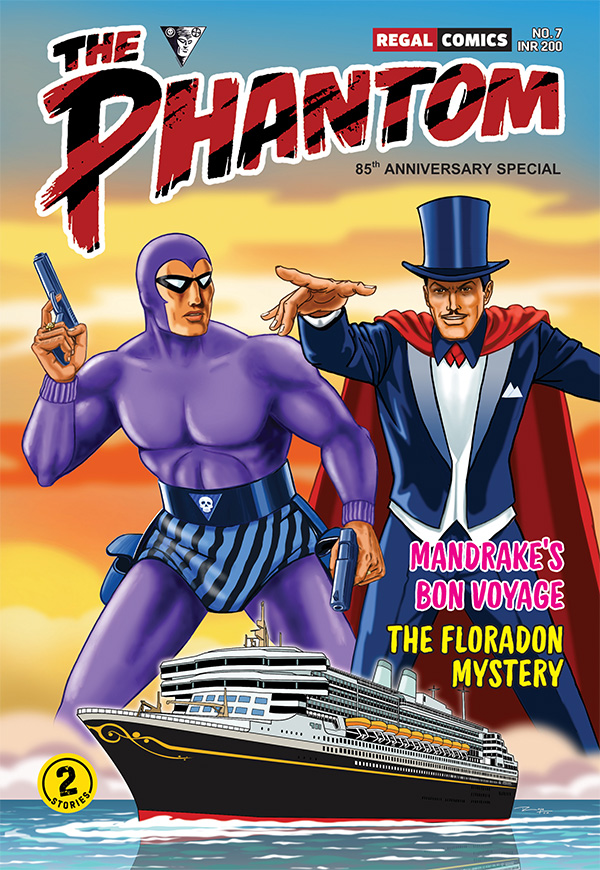 THE
PHANTOM
REGAL COMICS
NO. 7
INR 200
85th ANNIVERSARY SPECIAL
MANDRAKE'S
BON VOYAGE
THE FLORADON
MYSTERY
2
STORIES